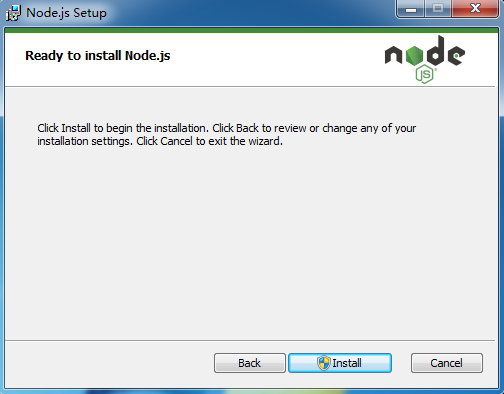 Node.js Setup
Ready to install Node.js
node
JS
Click Install to begin the installation. Click Back to review or change any of your
installation settings. Click Cancel to exit the wizard.
Back
Install
Cancel